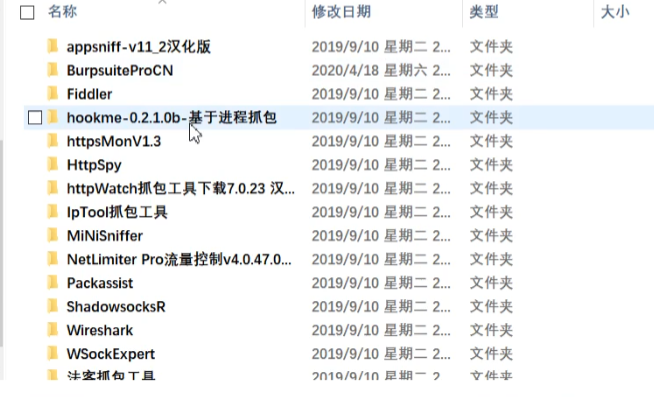 名称 修改日期 类型 大小
appsniff-v11_2汉化版 2019/9/10 星期二 2... 文件夹
BurpsuiteProCN 2020/4/18 星期六 2... 文件夹
Fiddler 2019/9/10 星期二 2... 文件夹
hookme-0.2.1.0b-基于进程抓包 2019/9/10 星期二 2... 文件夹
httpsMonV1.3 2019/9/10 星期二 2... 文件夹
HttpSpy 2019/9/10 星期二 2... 文件夹
httpWatch抓包工具下载7.0.23 汉... 2019/9/10 星期二 2... 文件夹
IpTool抓包工具 2019/9/10 星期二 2... 文件夹
MiNiSniffer 2019/9/10 星期二 2... 文件夹
NetLimiter Pro流量控制v4.0.47.0... 2019/9/10 星期二 2... 文件夹
Packassist 2019/9/10 星期二 2... 文件夹
ShadowsocksR 2019/9/10 星期二 2... 文件夹
Wireshark 2019/9/10 星期二 2... 文件夹
WSockExpert 2019/9/10 星期二 2... 文件夹
法客抓包工具 2019/9/10 星期二 2... 文件夹